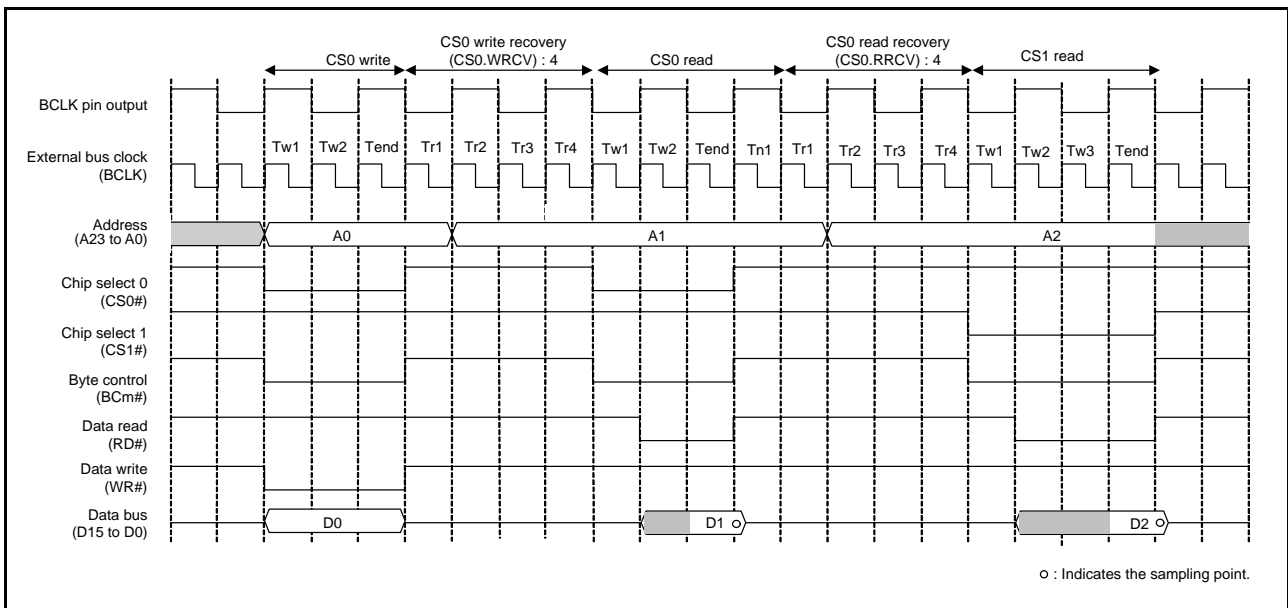 CS0 write
CS0 write recovery
(CS0.WRCV) : 4
CS0 read
CS0 read recovery
(CS0.RRCV) : 4
CS1 read
BCLK pin output
External bus clock
(BCLK)
Tw1 Tw2 Tend Tr1 Tr2 Tr3 Tr4 Tw1 Tw2 Tend Tn1 Tr1 Tr2 Tr3 Tr4 Tw1 Tw2 Tw3 Tend
Address
(A23 to A0)
A0 A1 A2
Chip select 0
(CS0#)
Chip select 1
(CS1#)
Byte control
(BCm#)
Data read
(RD#)
Data write
(WR#)
Data bus
(D15 to D0)
D0 D1 D2
: Indicates the sampling point.